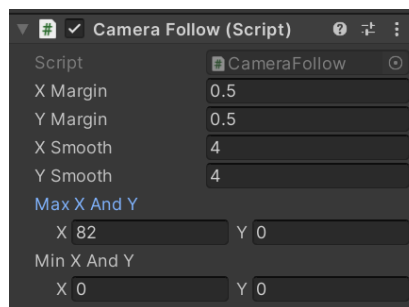 # Camera Follow (Script)
Script # CameraFollow
X Margin 0.5
Y Margin 0.5
X Smooth 4
Y Smooth 4
Max X And Y
X 82 Y 0
Min X And Y
X 0 Y 0